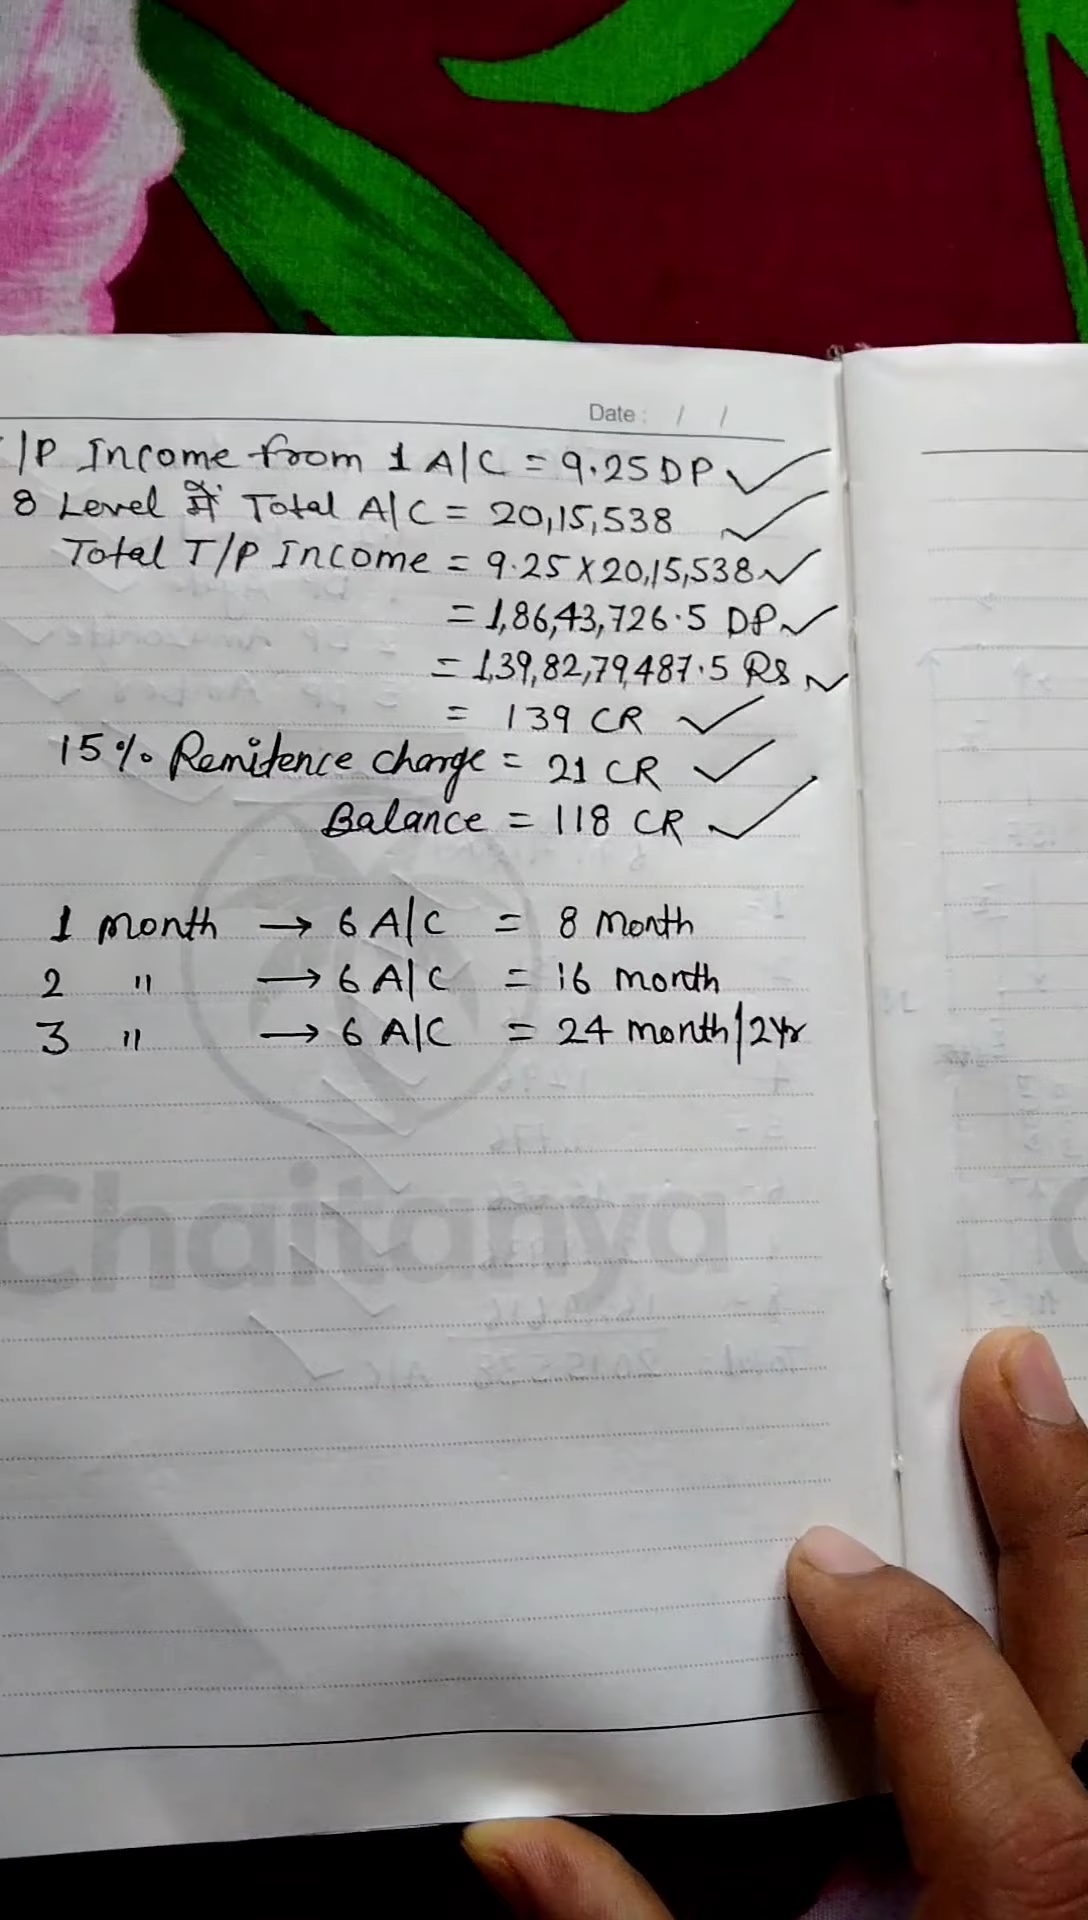 Date : / /
T/P Income from 1 A/C = 9.25 DP
8 Level में Total A/C = 20,15,538
Total T/P Income = 9.25 X 20,15,538
= 1,86,43,726.5 DP
= 1,39,82,79,487.5 RS
= 139 CR
15% Remitence charge = 21 CR
Balance = 118 CR
1 month → 6 A/C = 8 Month
2 " → 6 A/C = 16 month
3 " → 6 A/C = 24 month/2Yr
Chaitanya